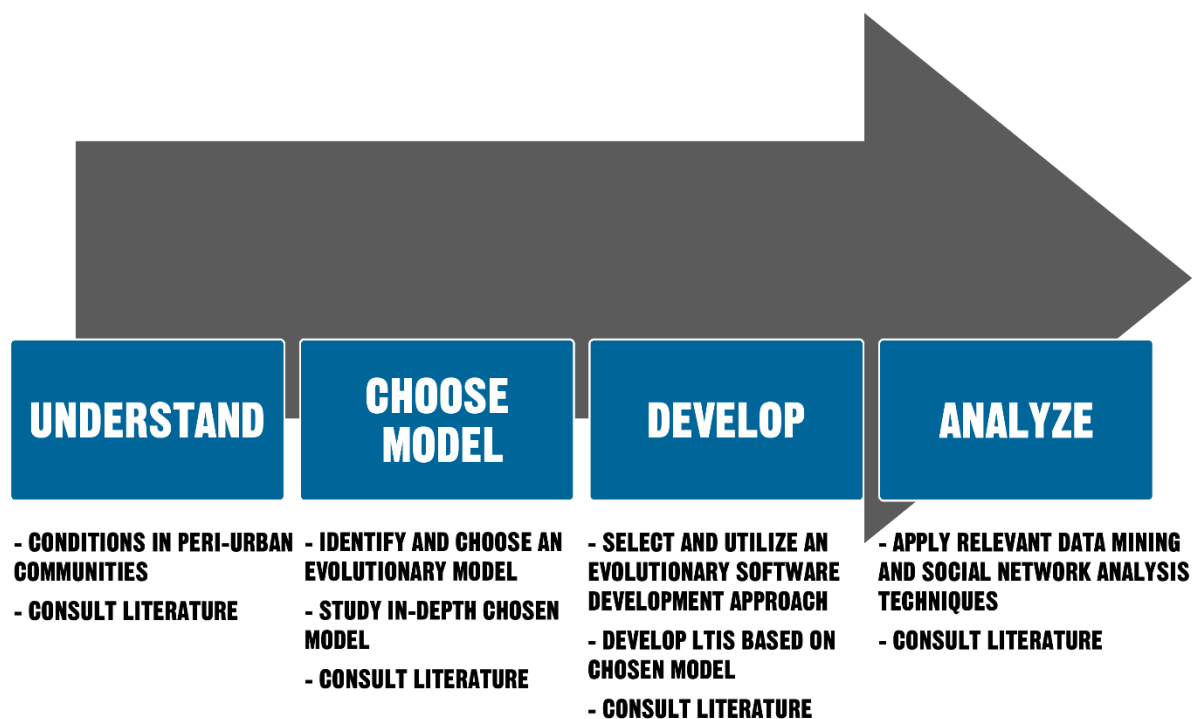 UNDERSTAND
- CONDITIONS IN PERI-URBAN
COMMUNITIES
- CONSULT LITERATURE
CHOOSE
MODEL
- IDENTIFY AND CHOOSE AN
EVOLUTIONARY MODEL
- STUDY IN-DEPTH CHOSEN
MODEL
- CONSULT LITERATURE
DEVELOP
- SELECT AND UTILIZE AN
EVOLUTIONARY SOFTWARE
DEVELOPMENT APPROACH
- DEVELOP LTIS BASED ON
CHOSEN MODEL
- CONSULT LITERATURE
ANALYZE
- APPLY RELEVANT DATA MINING
AND SOCIAL NETWORK ANALYSIS
TECHNIQUES
- CONSULT LITERATURE